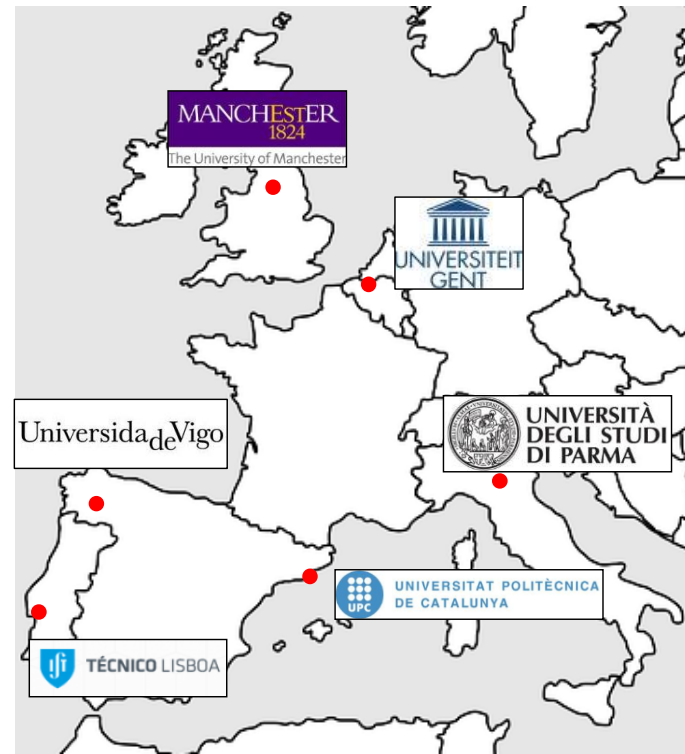 MANCHESTER
1824
The University of Manchester
UNIVERSITEIT
GENT
UniversidadeVigo
UNIVERSITÀ
DEGLI STUDI
DI PARMA
UPC
UNIVERSITAT POLITÈCNICA
DE CATALUNYA
TÉCNICO LISBOA